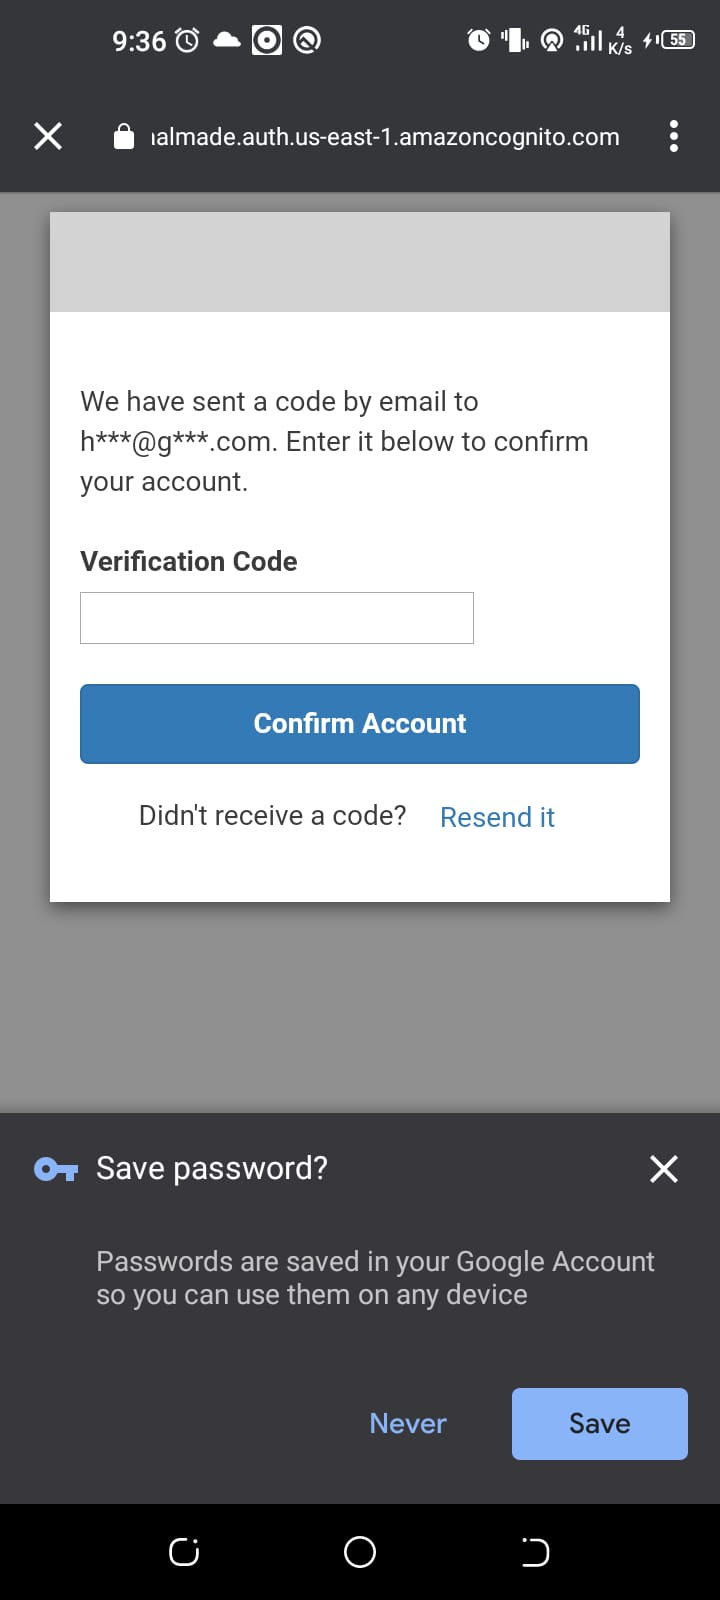 9:36
4G 4 K/s 55
nalmade.auth.us-east-1.amazoncognito.com
We have sent a code by email to
h***@g***.com. Enter it below to confirm
your account.
Verification Code
Confirm Account
Didn't receive a code? Resend it
Save password?
Passwords are saved in your Google Account
so you can use them on any device
Never Save